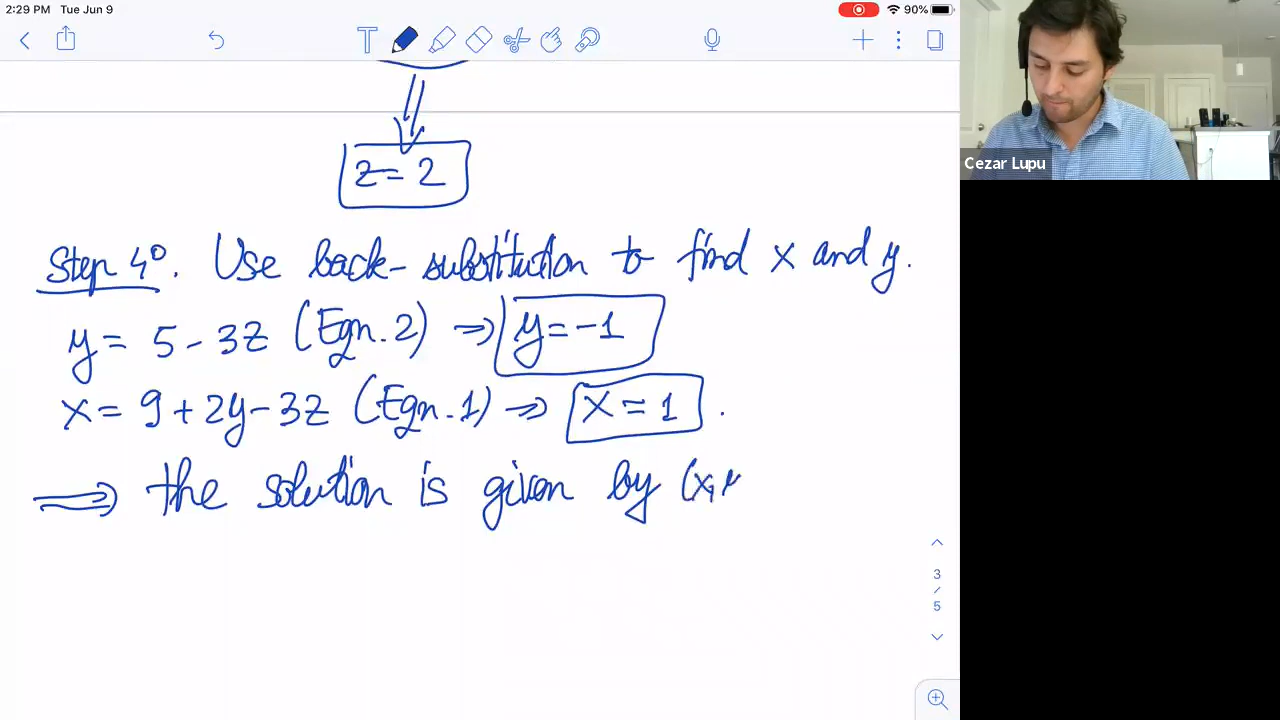 2:29 PM Tue Jun 9
90%
z = 2
Step 4°. Use back-substitution to find x and y.
y = 5 - 3z (Eqn. 2) => y = -1
x = 9 + 2y - 3z (Eqn. 1) => x = 1 .
=> the solution is given by (x,
3
/
5
Cezar Lupu
T